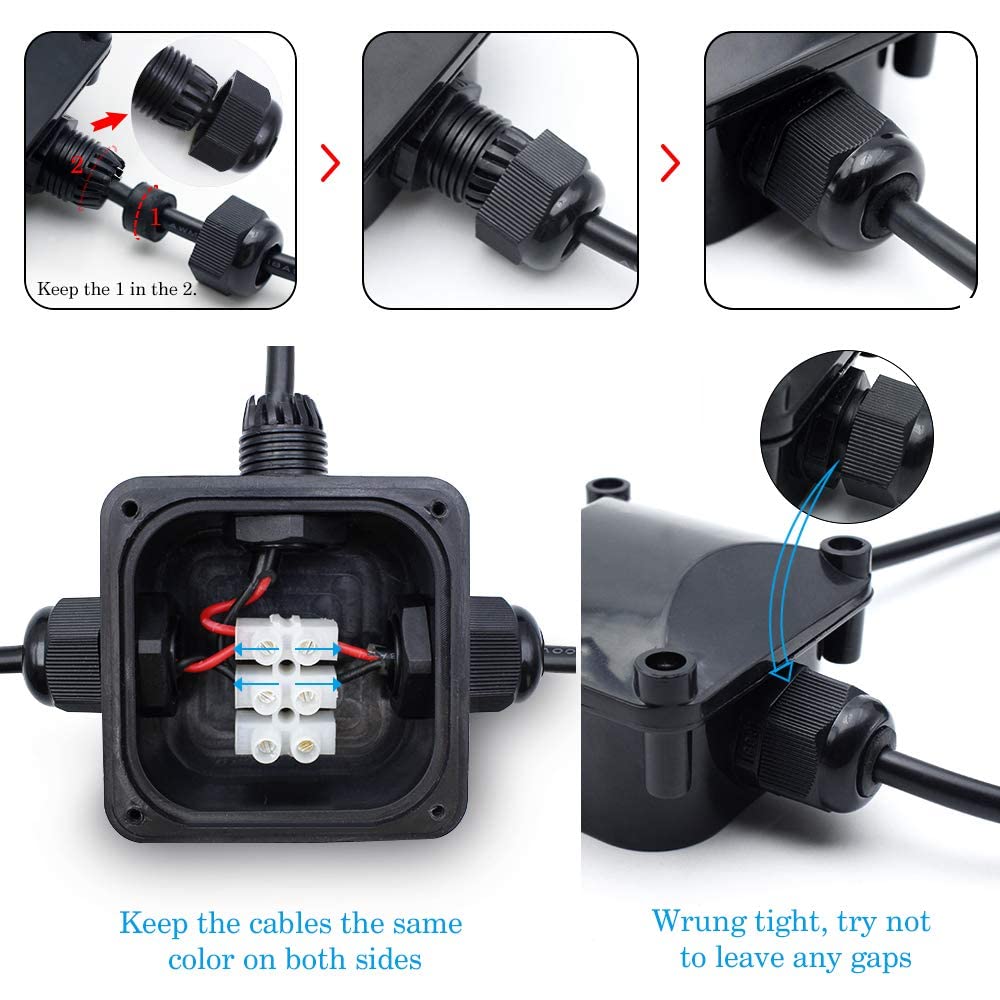 2
1
Keep the 1 in the 2.
Keep the cables the same
color on both sides
Wrung tight, try not
to leave any gaps